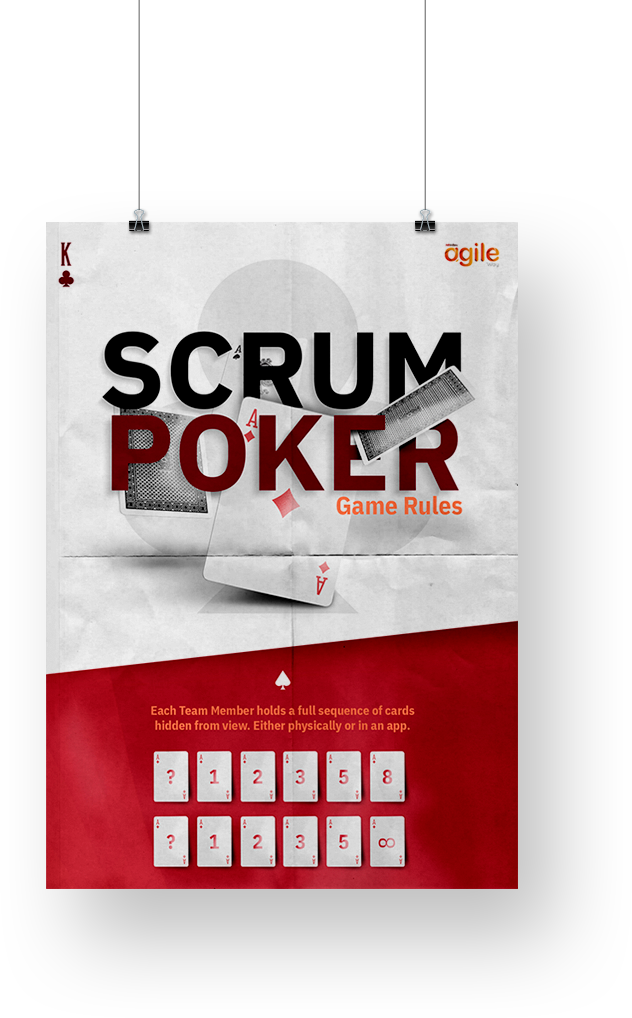 K
agile
way
SCRUM
POKER
Game Rules
A
A
A
Each Team Member holds a full sequence of cards
hidden from view. Either physically or in an app.
? 1 2 3 5 8
? 1 2 3 5 ∞